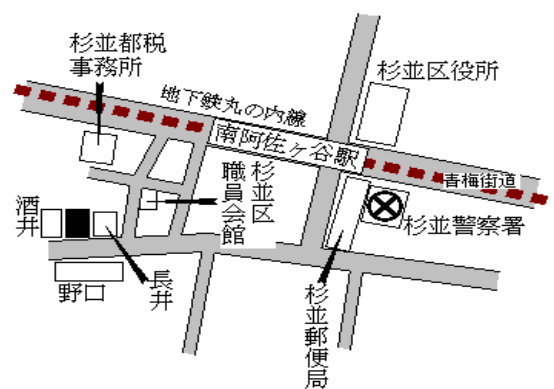 杉並都税
事務所
地下鉄丸の内線
南阿佐ヶ谷駅
杉並区役所
青梅街道
杉並区
職員会館
杉並警察署
酒井
長井
野口
杉並郵便局